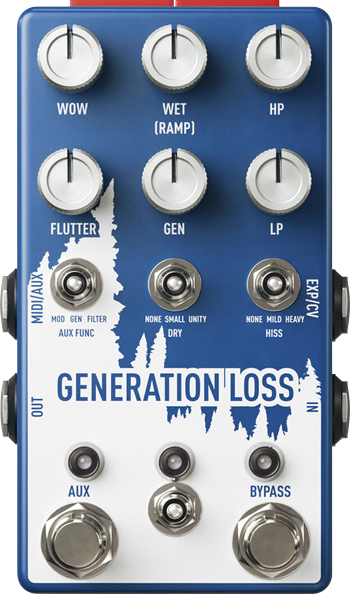 WOW WET HP
(RAMP)
FLUTTER GEN LP
MIDI/AUX
EXP/CV
MOD GEN FILTER
AUX FUNC
NONE SMALL UNITY
DRY
NONE MILD HEAVY
HISS
OUT
GENERATION LOSS
IN
AUX BYPASS